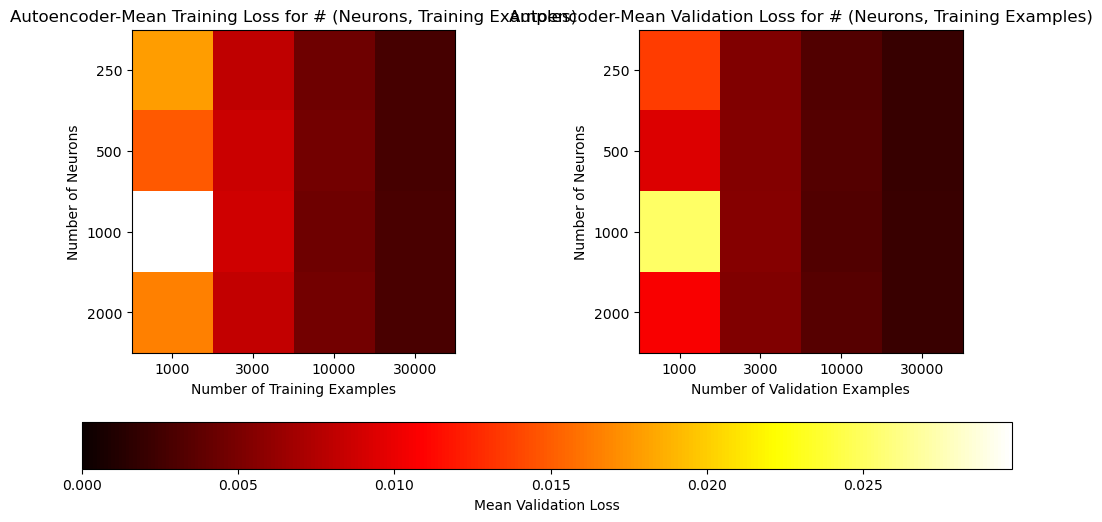 Autoencoder-Mean Training Loss for # (Neurons, Training Examples)
Autoencoder-Mean Validation Loss for # (Neurons, Training Examples)
Number of Neurons
250
500
1000
2000
1000 3000 10000 30000
Number of Training Examples
Number of Neurons
250
500
1000
2000
1000 3000 10000 30000
Number of Validation Examples
0.000 0.005 0.010 0.015 0.020 0.025
Mean Validation Loss